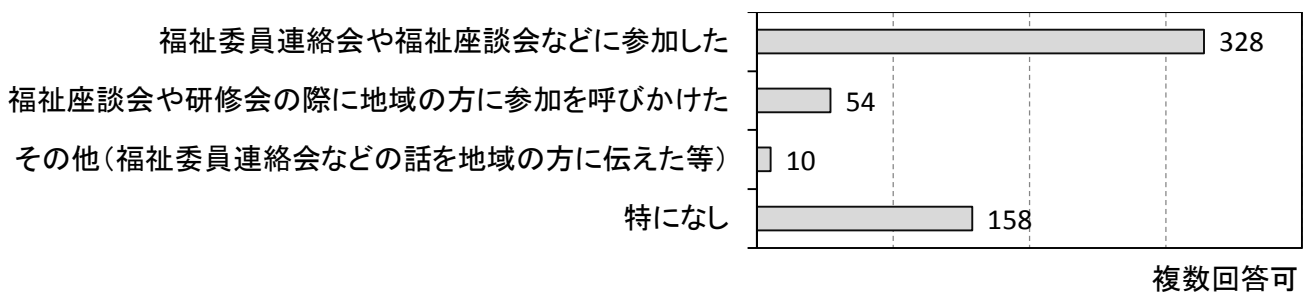 福祉委員連絡会や福祉座談会などに参加した 328
福祉座談会や研修会の際に地域の方に参加を呼びかけた 54
その他(福祉委員連絡会などの話を地域の方に伝えた等) 10
特になし 158
複数回答可